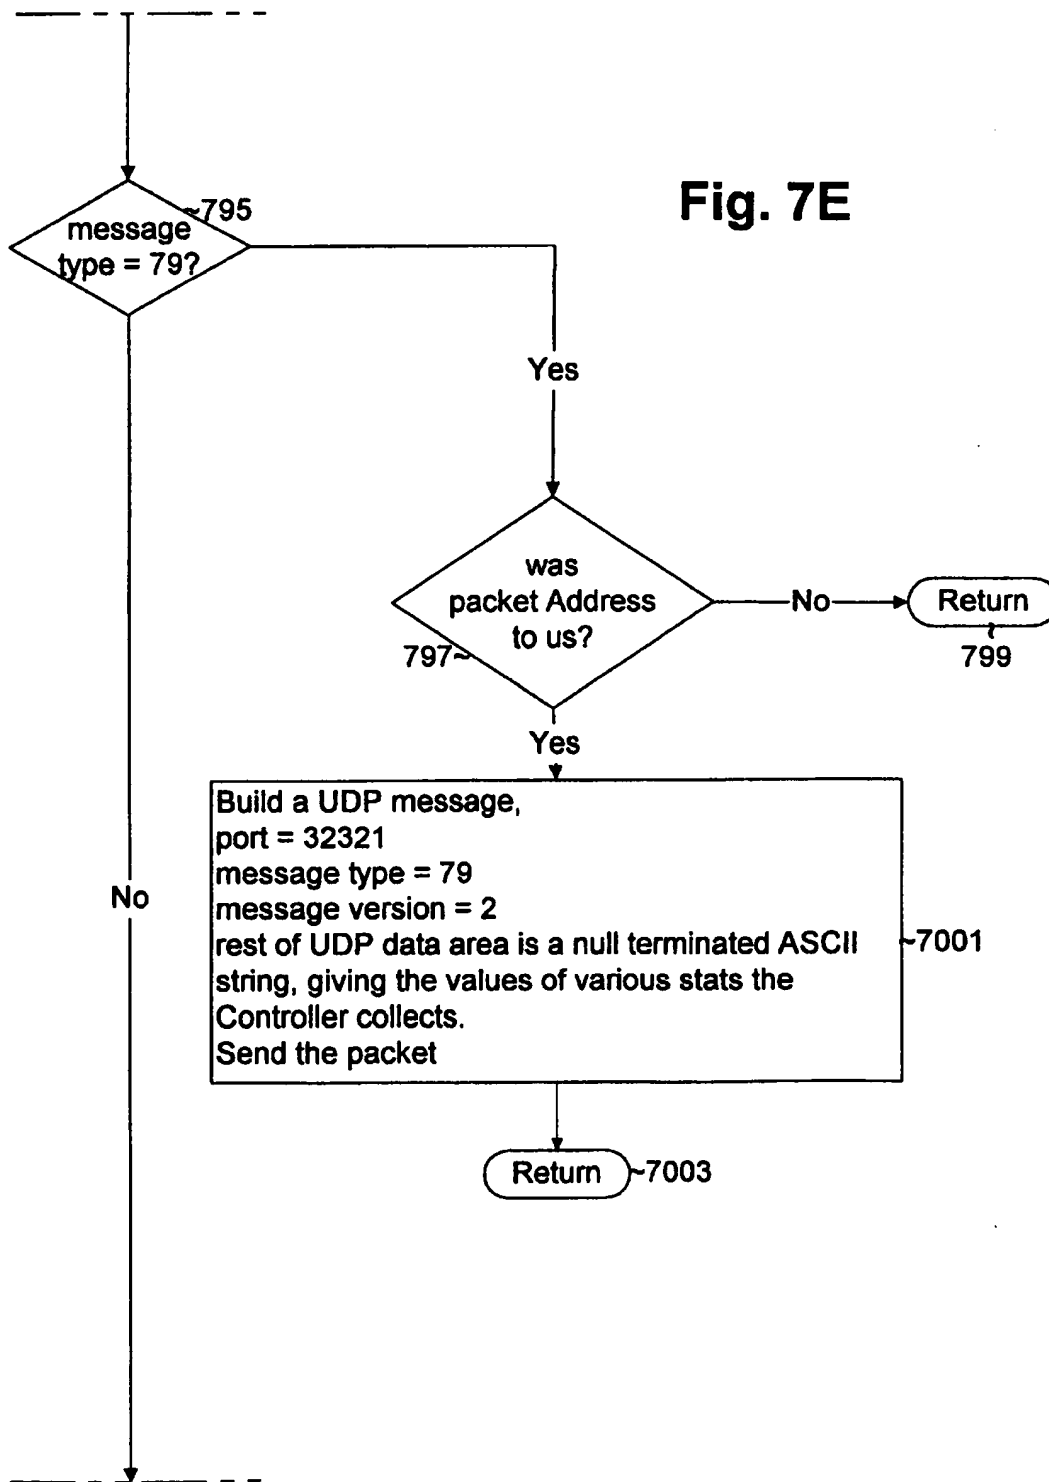 Fig. 7E
~795
message
type = 79?
Yes
was
packet Address
to us?
797~
No
Return
~
799
Yes
Build a UDP message,
port = 32321
message type = 79
message version = 2
rest of UDP data area is a null terminated ASCII
string, giving the values of various stats the
Controller collects.
Send the packet
~7001
No
Return
~7003